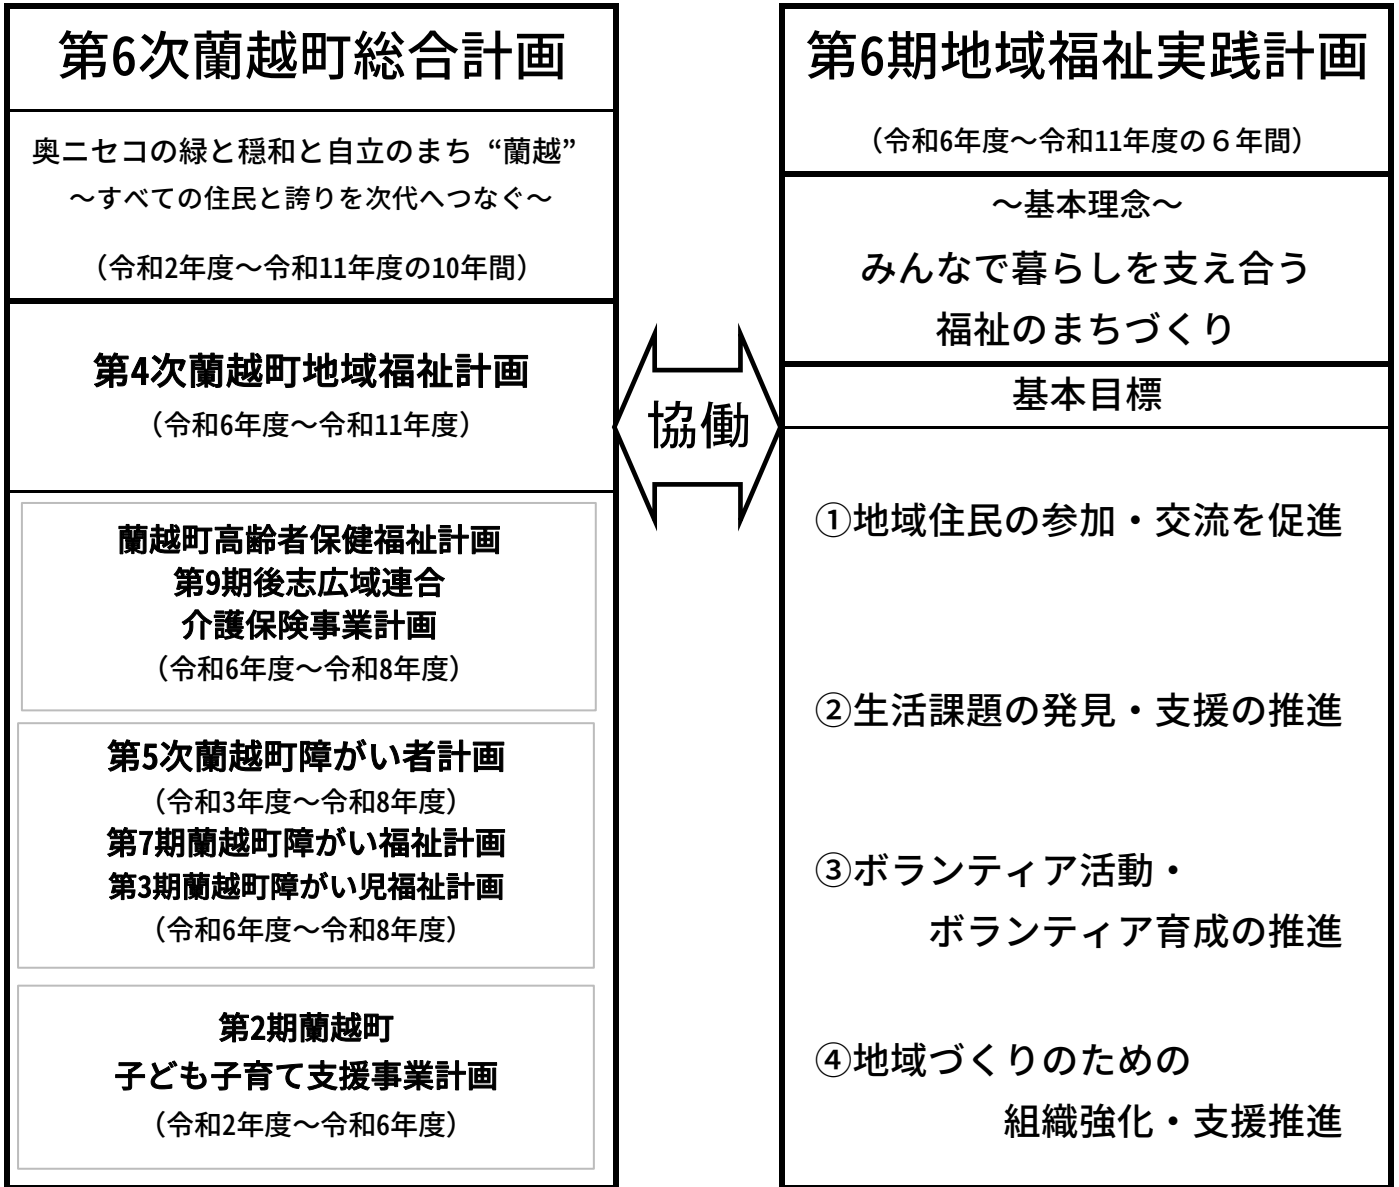 第6次蘭越町総合計画
奥ニセコの緑と穏和と自立のまち“蘭越”
～すべての住民と誇りを次代へつなぐ～
（令和2年度～令和11年度の10年間）
第4次蘭越町地域福祉計画
（令和6年度～令和11年度）
蘭越町高齢者保健福祉計画
第9期後志広域連合
介護保険事業計画
（令和6年度～令和8年度）
第5次蘭越町障がい者計画
（令和3年度～令和8年度）
第7期蘭越町障がい福祉計画
第3期蘭越町障がい児福祉計画
（令和6年度～令和8年度）
第2期蘭越町
子ども子育て支援事業計画
（令和2年度～令和6年度）
協働
第6期地域福祉実践計画
（令和6年度～令和11年度の６年間）
～基本理念～
みんなで暮らしを支え合う
福祉のまちづくり
基本目標
①地域住民の参加・交流を促進
②生活課題の発見・支援の推進
③ボランティア活動・
ボランティア育成の推進
④地域づくりのための
組織強化・支援推進